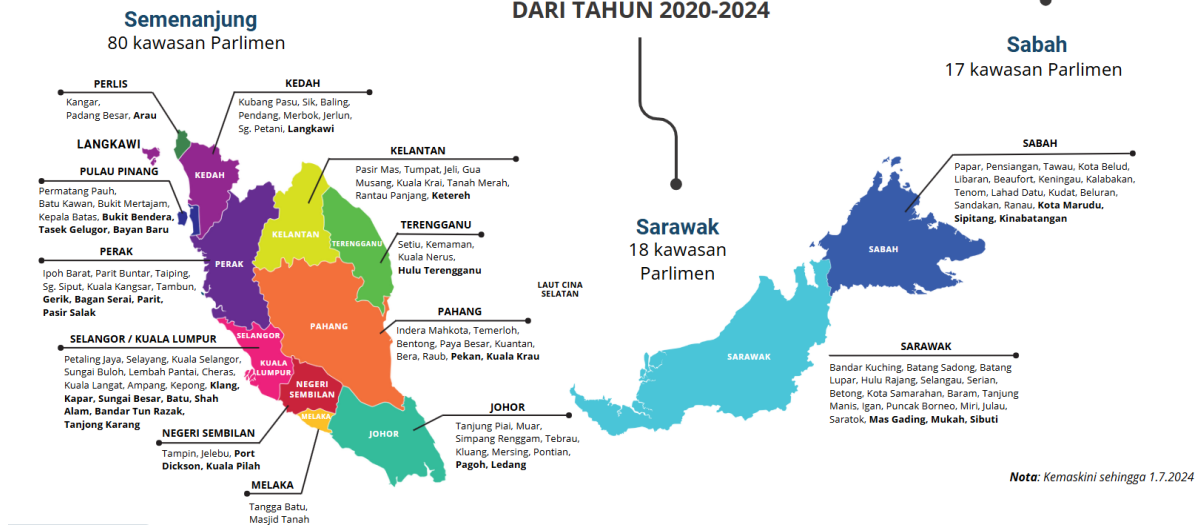 DARI TAHUN 2020-2024
Semenanjung
80 kawasan Parlimen
PERLIS
Kangar,
Padang Besar, Arau
KEDAH
Kubang Pasu, Sik, Baling,
Pendang, Merbok, Jerlun,
Sg. Petani, Langkawi
LANGKAWI
PULAU PINANG
Permatang Pauh,
Batu Kawan, Bukit Mertajam,
Kepala Batas, Bukit Bendera,
Tasek Gelugor, Bayan Baru
KELANTAN
Pasir Mas, Tumpat, Jeli, Gua
Musang, Kuala Krai, Tanah Merah,
Rantau Panjang, Ketereh
TERENGGANU
Setiu, Kemaman,
Kuala Nerus,
Hulu Terengganu
PERAK
Ipoh Barat, Parit Buntar, Taiping,
Sg. Siput, Kuala Kangsar, Tambun,
Gerik, Bagan Serai, Parit,
Pasir Salak
PAHANG
Indera Mahkota, Temerloh,
Bentong, Paya Besar, Kuantan,
Bera, Raub, Pekan, Kuala Krau
SELANGOR / KUALA LUMPUR
Petaling Jaya, Selayang, Kuala Selangor,
Sungai Buloh, Lembah Pantai, Cheras,
Kuala Langat, Ampang, Kepong, Klang,
Kapar, Sungai Besar, Batu, Shah
Alam, Bandar Tun Razak,
Tanjong Karang
NEGERI SEMBILAN
Tampin, Jelebu, Port
Dickson, Kuala Pilah
MELAKA
Tangga Batu,
Masjid Tanah
JOHOR
Tanjung Piai, Muar,
Simpang Renggam, Tebrau,
Kluang, Mersing, Pontian,
Pagoh, Ledang
KEDAH
KELANTAN
TERENGGANU
PERAK
PAHANG
SELANGOR
KUALA
LUMPUR
NEGERI
SEMBILAN
MELAKA
JOHOR
LAUT CINA
SELATAN
Sarawak
18 kawasan
Parlimen
SARAWAK
SARAWAK
Bandar Kuching, Batang Sadong, Batang
Lupar, Hulu Rajang, Selangau, Serian,
Betong, Kota Samarahan, Baram, Tanjung
Manis, Igan, Puncak Borneo, Miri, Julau,
Saratok, Mas Gading, Mukah, Sibuti
Sabah
17 kawasan Parlimen
SABAH
Papar, Pensiangan, Tawau, Kota Belud,
Libaran, Beaufort, Keningau, Kalabakan,
Tenom, Lahad Datu, Kudat, Beluran,
Sandakan, Ranau, Kota Marudu,
Sipitang, Kinabatangan
SABAH
Nota: Kemaskini sehingga 1.7.2024